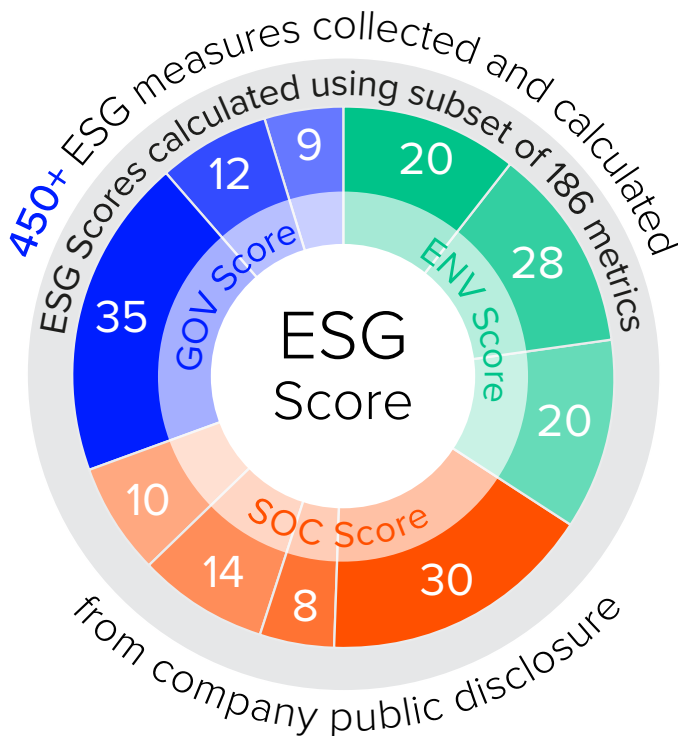 450+ ESG measures collected and calculated
ESG Scores calculated using subset of 186 metrics
9
20
28
20
30
8
14
10
35
12
GOV Score
ENV Score
SOC Score
ESG
Score
from company public disclosure